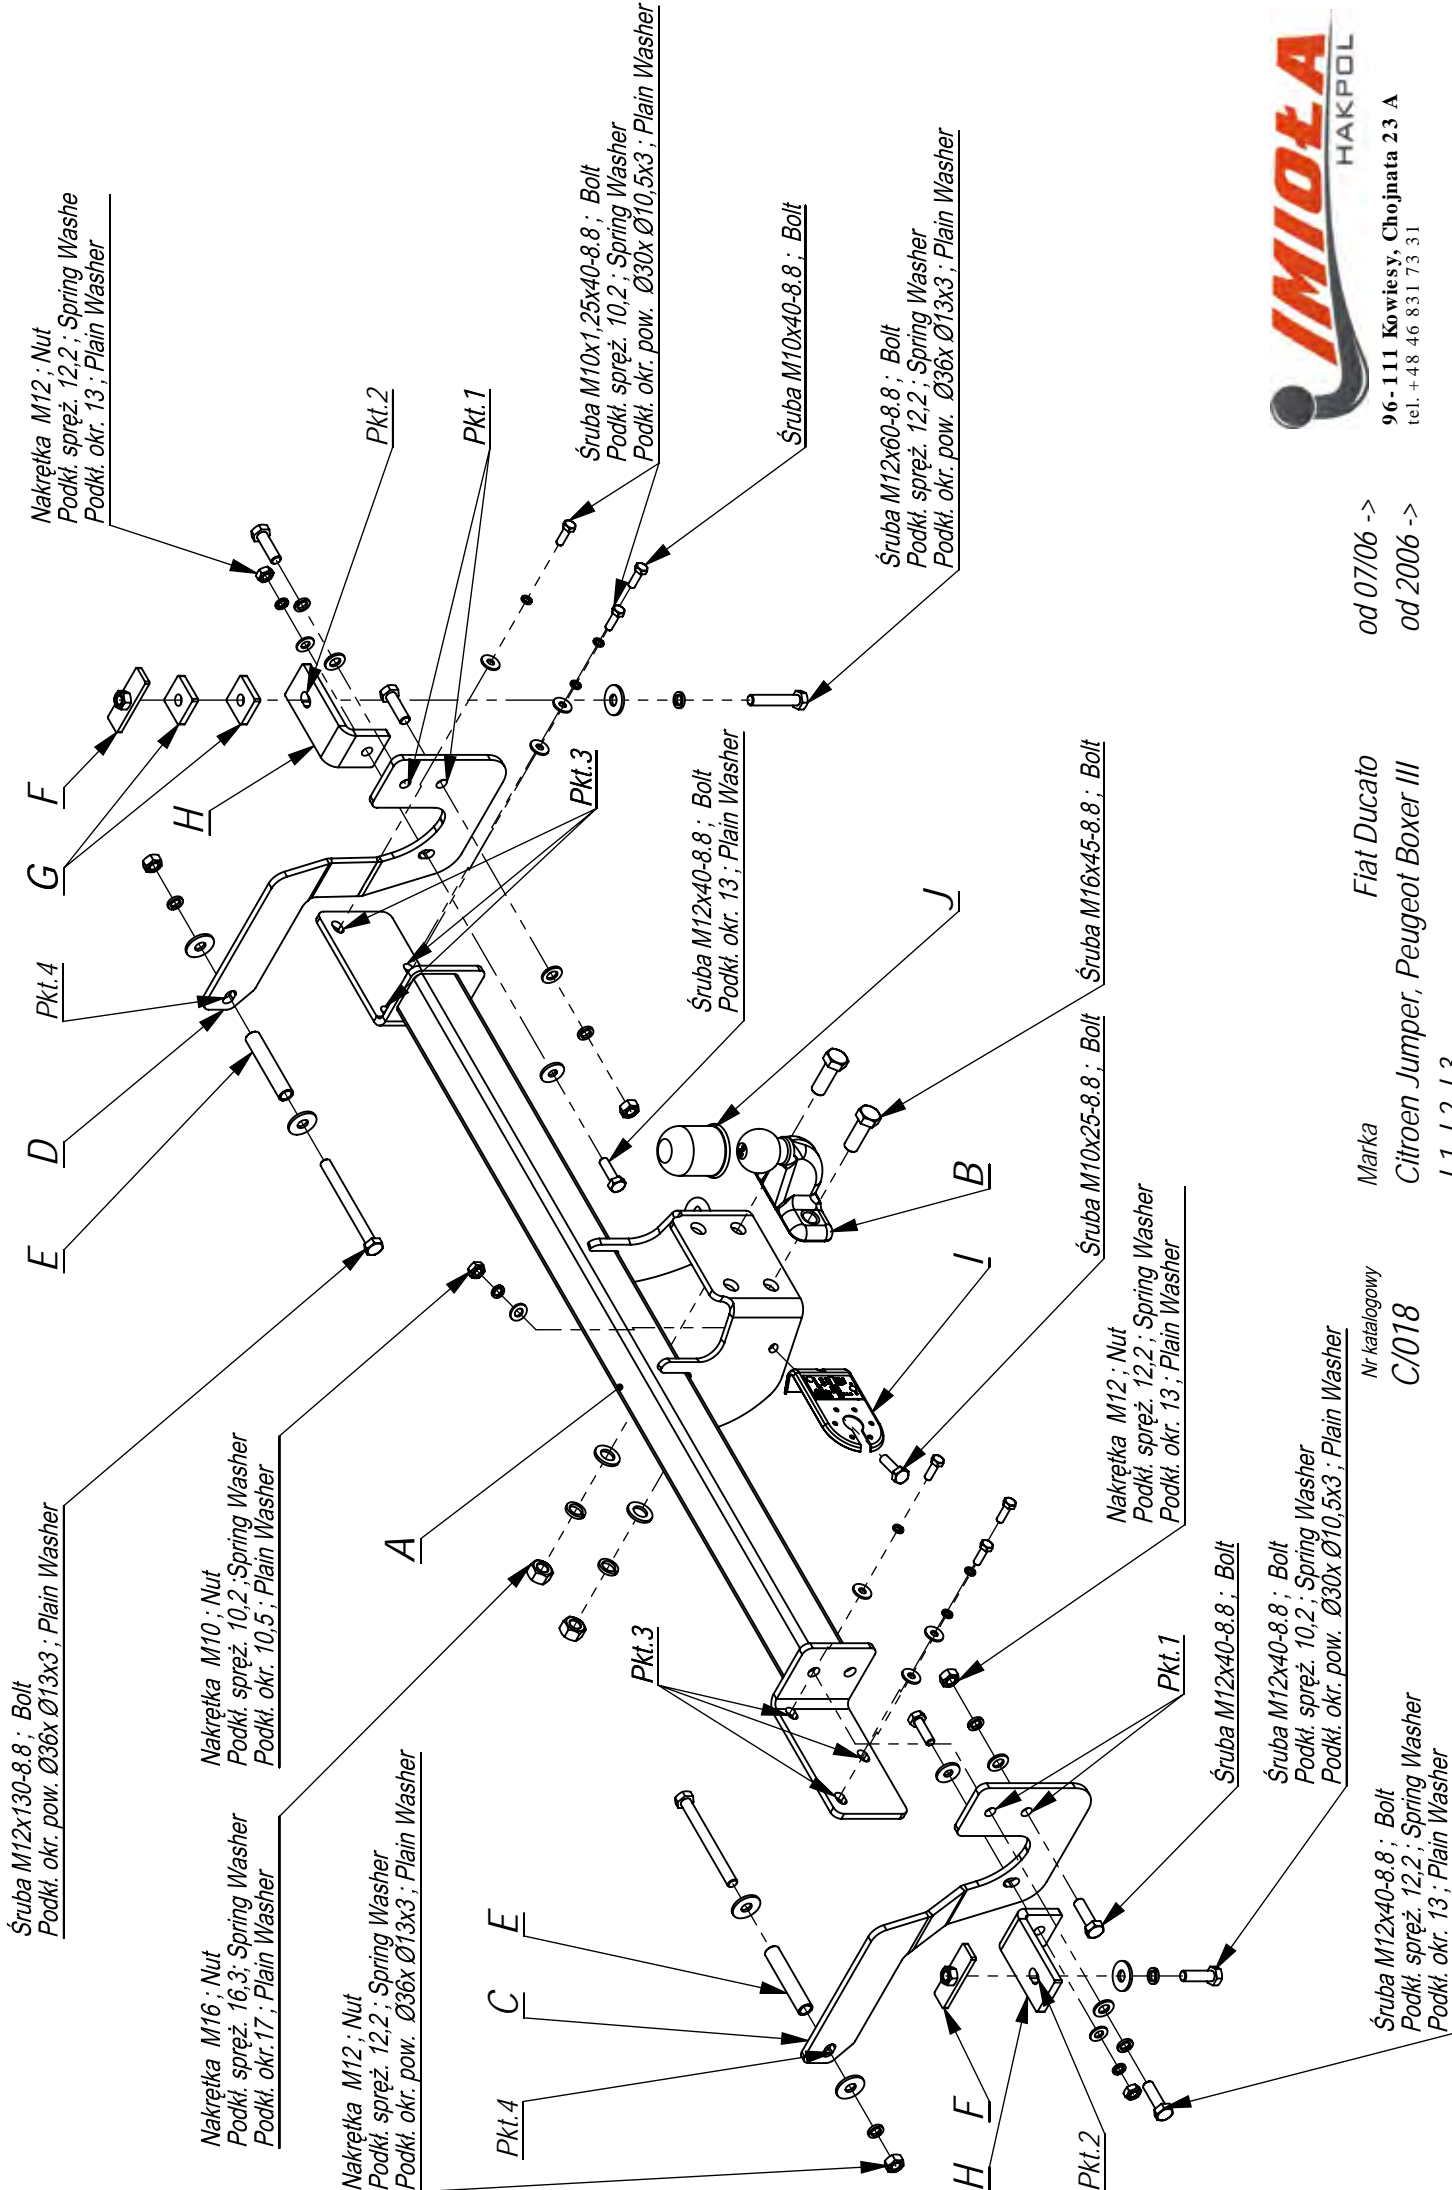 Śruba M12x130-8.8 ; Bolt
Podkł. okr. pow. Ø36x Ø13x3 ; Plain Washer
Nakrętka M16 ; Nut
Podkł. spręż. 16,3; Spring Washer
Podkł. okr.17 ; Plain Washer
Nakrętka M10 ; Nut
Podkł. spręż. 10,2 ;Spring Washer
Podkł. okr. 10,5 ; Plain Washer
Nakrętka M12 ; Nut
Podkł. spręż. 12,2 ; Spring Washer
Podkł. okr. pow. Ø36x Ø13x3 ; Plain Washer
E
D
Pkt.4
G
F
H
Nakrętka M12 ; Nut
Podkł. spręż. 12,2 ; Spring Washe
Podkł. okr. 13 ; Plain Washer
Pkt.2
Pkt.1
Śruba M10x1,25x40-8.8 ; Bolt
Podkł. spręż. 10,2 ; Spring Washer
Podkł. okr. pow. Ø30x Ø10,5x3 ; Plain Washer
Śruba M10x40-8.8 ; Bolt
Śruba M12x60-8.8 ; Bolt
Podkł. spręż. 12,2 ; Spring Washer
Podkł. okr. pow. Ø36x Ø13x3 ; Plain Washer
Pkt.3
Śruba M12x40-8.8 ; Bolt
Podkł. okr. 13 ; Plain Washer
A
J
Śruba M16x45-8.8 ; Bolt
B
I
Śruba M10x25-8.8 ; Bolt
Pkt.3
Nakrętka M12 ; Nut
Podkł. spręż. 12,2 ; Spring Washer
Podkł. okr. 13 ; Plain Washer
Pkt.4
C
E
H
F
Pkt.2
Pkt.1
Śruba M12x40-8.8 ; Bolt
Śruba M12x40-8.8 ; Bolt
Podkł. spręż. 10,2 ; Spring Washer
Podkł. okr. pow. Ø30x Ø10,5x3 ; Plain Washer
Śruba M12x40-8.8 ; Bolt
Podkł. spręż. 12,2 ; Spring Washer
Podkł. okr. 13 ; Plain Washer
Nr katalogowy
C/018
Marka
Fiat Ducato
od 07/06 ->
Citroen Jumper, Peugeot Boxer III
od 2006 ->
L1, L2, L3
IMIOŁA
HAKPOL
96-111 Kowiesy, Chojnata 23 A
tel. +48 46 831 73 31